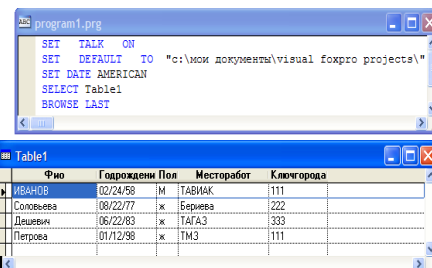 program1.prg
SET TALK ON
SET DEFAULT TO "c:\мои документы\visual foxpro projects\"
SET DATE AMERICAN
SELECT Table1
BROWSE LAST
Table1
Фио Годрождени Пол Месторабот Ключгорода
ИВАНОВ 02/24/58 М ТАВИАК 111
Соловьева 08/22/77 ж Бериева 222
Дешевич 06/22/83 ж ТАГАЗ 333
Петрова 01/12/98 ж ТМЗ 111